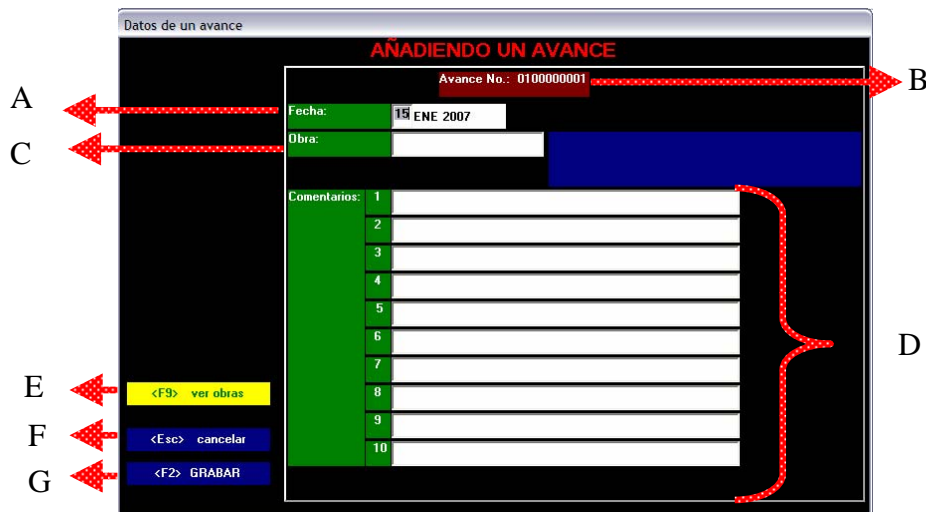 Datos de un avance
AÑADIENDO UN AVANCE
Avance No.: 0100000001
B
A
Fecha: 15 ENE 2007
C
Obra:
Comentarios: 1
2
3
4
5
6
D
7
E
<F9> ver obras
8
9
F
<Esc> cancelar
10
G
<F2> GRABAR